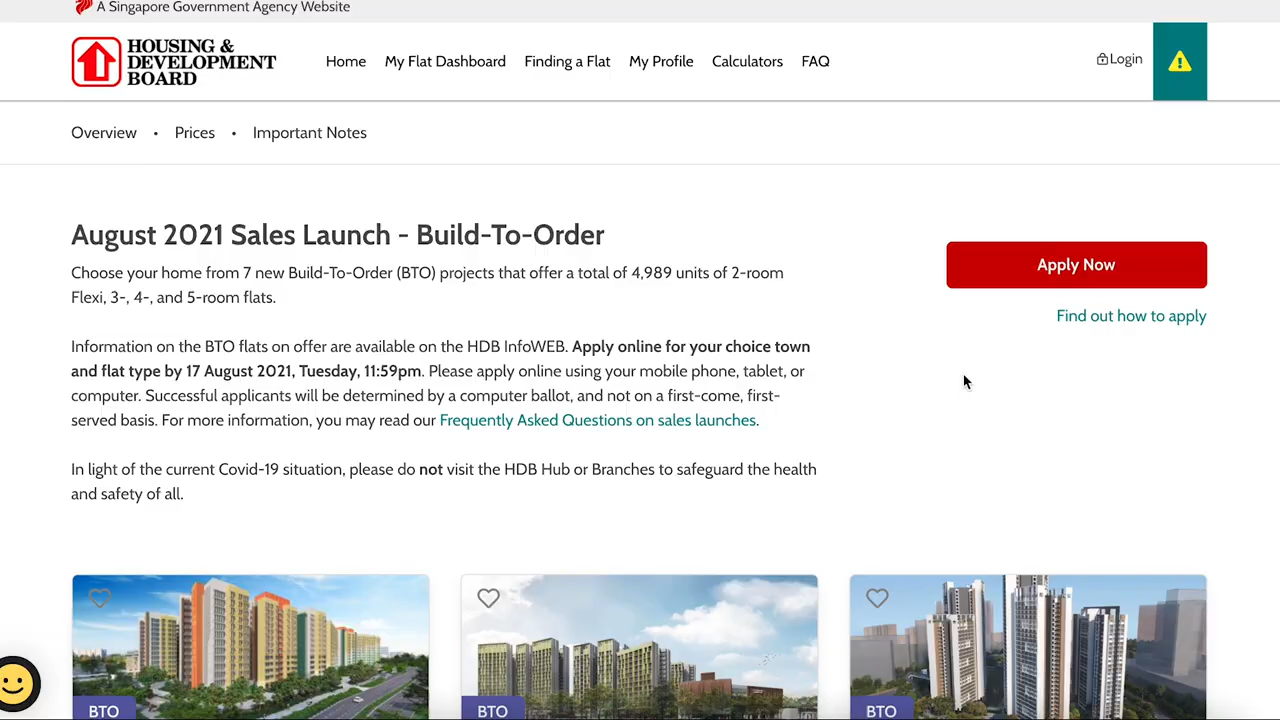 A Singapore Government Agency Website
HOUSING &
DEVELOPMENT
BOARD
Home My Flat Dashboard Finding a Flat My Profile Calculators FAQ
Login
Overview • Prices • Important Notes
August 2021 Sales Launch - Build-To-Order
Choose your home from 7 new Build-To-Order (BTO) projects that offer a total of 4,989 units of 2-room
Flexi, 3-, 4-, and 5-room flats.
Apply Now
Find out how to apply
Information on the BTO flats on offer are available on the HDB InfoWEB. Apply online for your choice town
and flat type by 17 August 2021, Tuesday, 11:59pm. Please apply online using your mobile phone, tablet, or
computer. Successful applicants will be determined by a computer ballot, and not on a first-come, first-
served basis. For more information, you may read our Frequently Asked Questions on sales launches.
In light of the current Covid-19 situation, please do not visit the HDB Hub or Branches to safeguard the health
and safety of all.
BTO BTO BTO